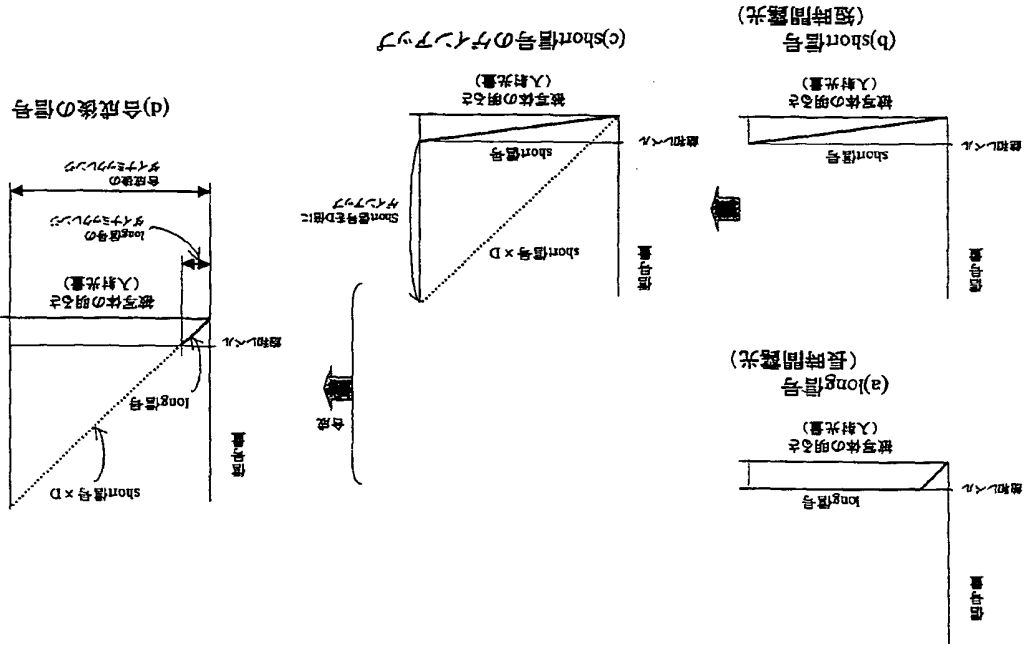 信号量
飽和レベル
long信号
被写体の明るさ
(入射光量)
(a)long信号
(長時間露光)
信号量
飽和レベル
short信号
被写体の明るさ
(入射光量)
(b)short信号
(短時間露光)
信号量
short信号×D
Short信号をD倍に
ゲインアップ
飽和レベル
short信号
被写体の明るさ
(入射光量)
(c)short信号のゲインアップ
合成
信号量
short信号×D
long信号
飽和レベル
被写体の明るさ
(入射光量)
long信号の
ダイナミックレンジ
合成後の
ダイナミックレンジ
(d)合成後の信号